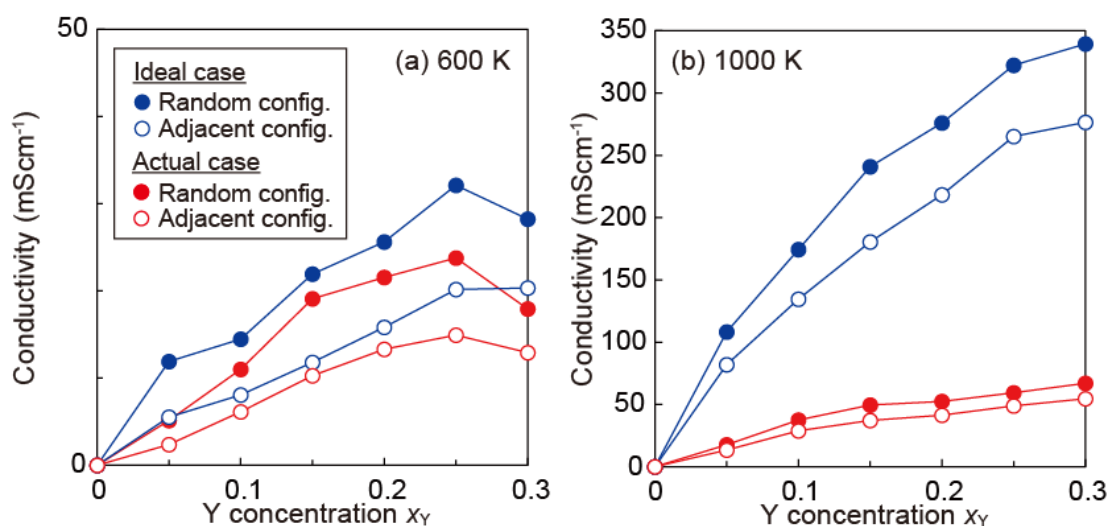 50
0
Conductivity (mScm⁻¹)
Ideal case
Random config.
Adjacent config.
Actual case
Random config.
Adjacent config.
(a) 600 K
0 0.1 0.2 0.3
Y concentration xY
350
300
250
200
150
100
50
0
Conductivity (mScm⁻¹)
(b) 1000 K
0 0.1 0.2 0.3
Y concentration xY